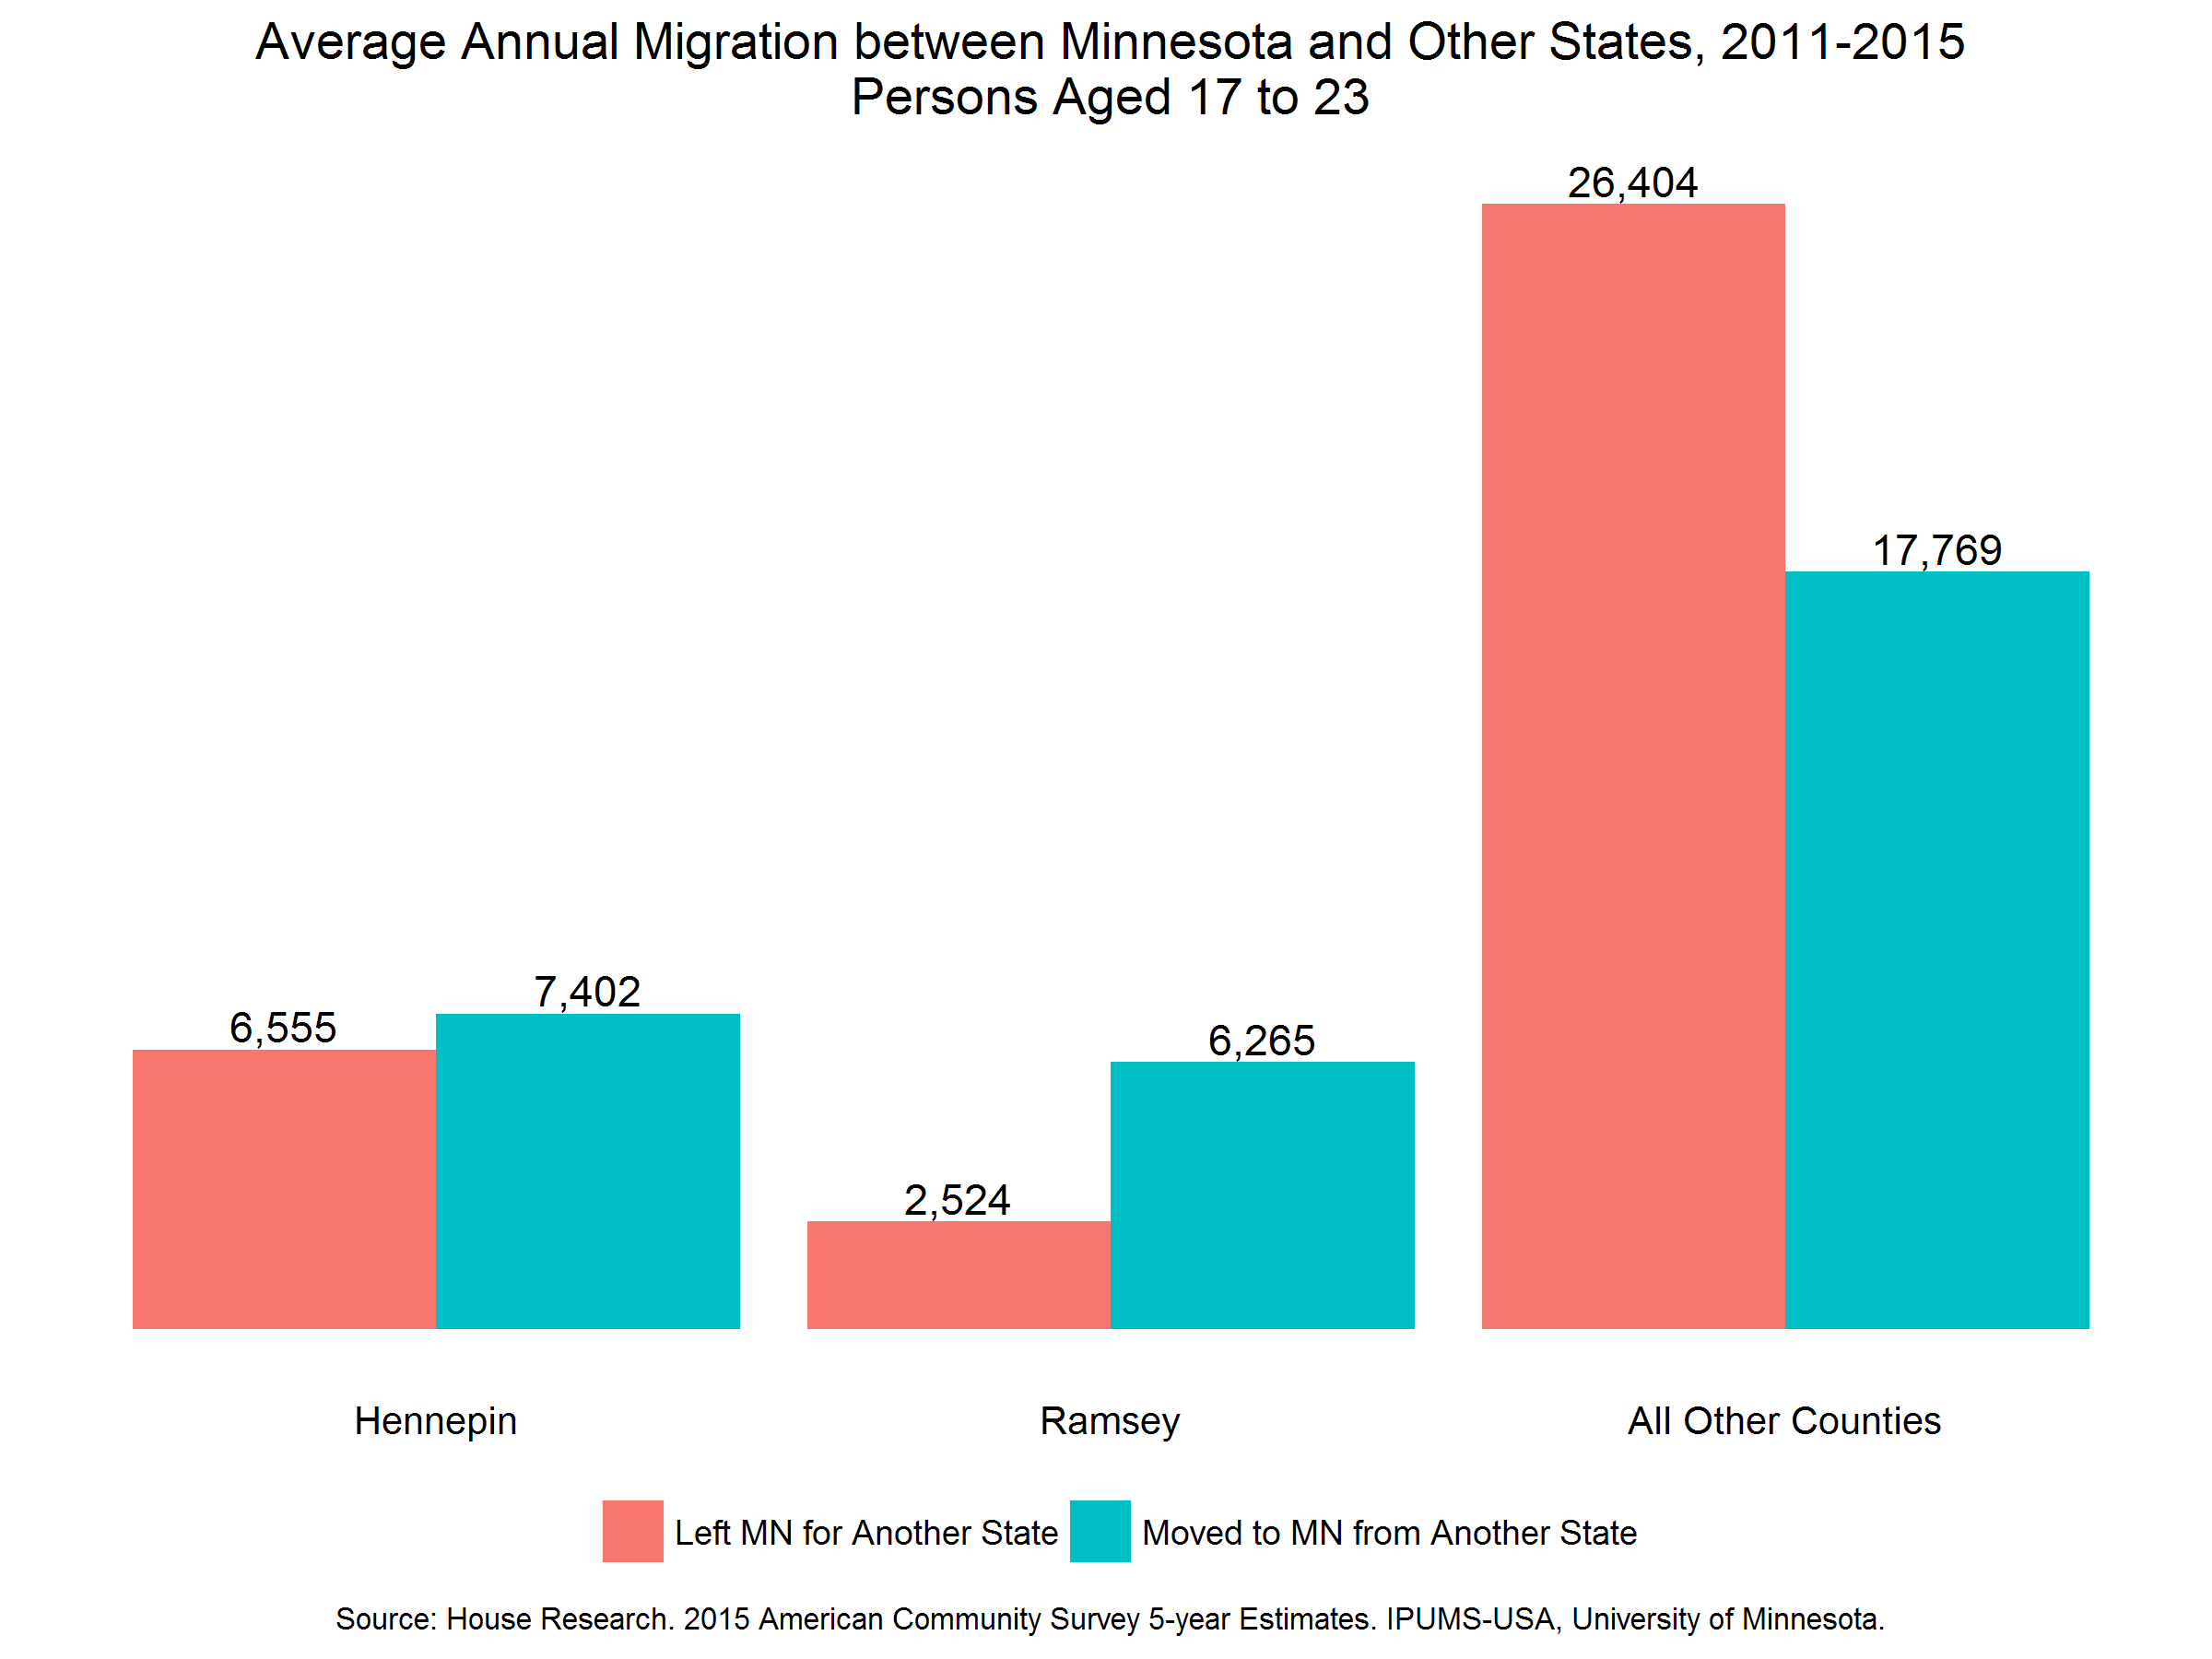 Average Annual Migration between Minnesota and Other States, 2011-2015
Persons Aged 17 to 23
26,404
17,769
7,402
6,555
6,265
2,524
Hennepin
Ramsey
All Other Counties
Left MN for Another State
Moved to MN from Another State
Source: House Research. 2015 American Community Survey 5-year Estimates. IPUMS-USA, University of Minnesota.